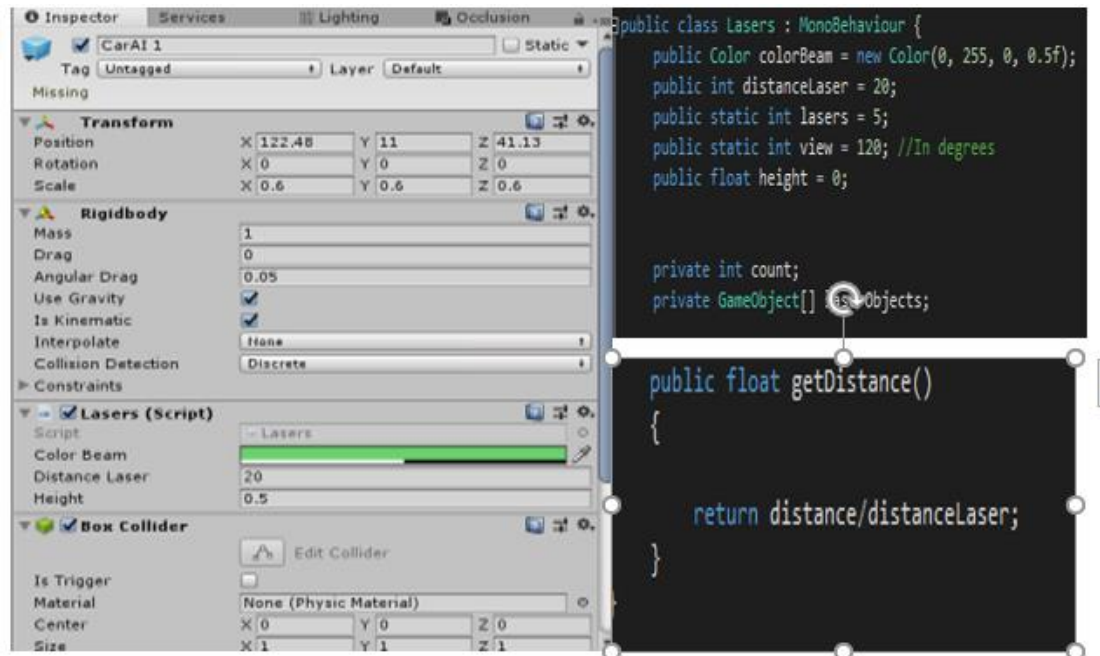 Inspector Services Lighting Occlusion
CarAI 1 Static
Tag Untagged Layer Default
Missing
Transform
Position X 122.48 Y 11 Z 41.13
Rotation X 0 Y 0 Z 0
Scale X 0.6 Y 0.6 Z 0.6
Rigidbody
Mass 1
Drag 0
Angular Drag 0.05
Use Gravity
Is Kinematic
Interpolate None
Collision Detection Discrete
Constraints
Lasers (Script)
Script Lasers
Color Beam
Distance Laser 20
Height 0.5
Box Collider
Edit Collider
Is Trigger
Material None (Physic Material)
Center X 0 Y 0 Z 0
Size X 1 Y 1 Z 1
public class Lasers : MonoBehaviour {
public Color colorBeam = new Color(0, 255, 0, 0.5f);
public int distanceLaser = 20;
public static int lasers = 5;
public static int view = 120; //In degrees
public float height = 0;
private int count;
private GameObject[]
public float getDistance()
{
return distance/distanceLaser;
}